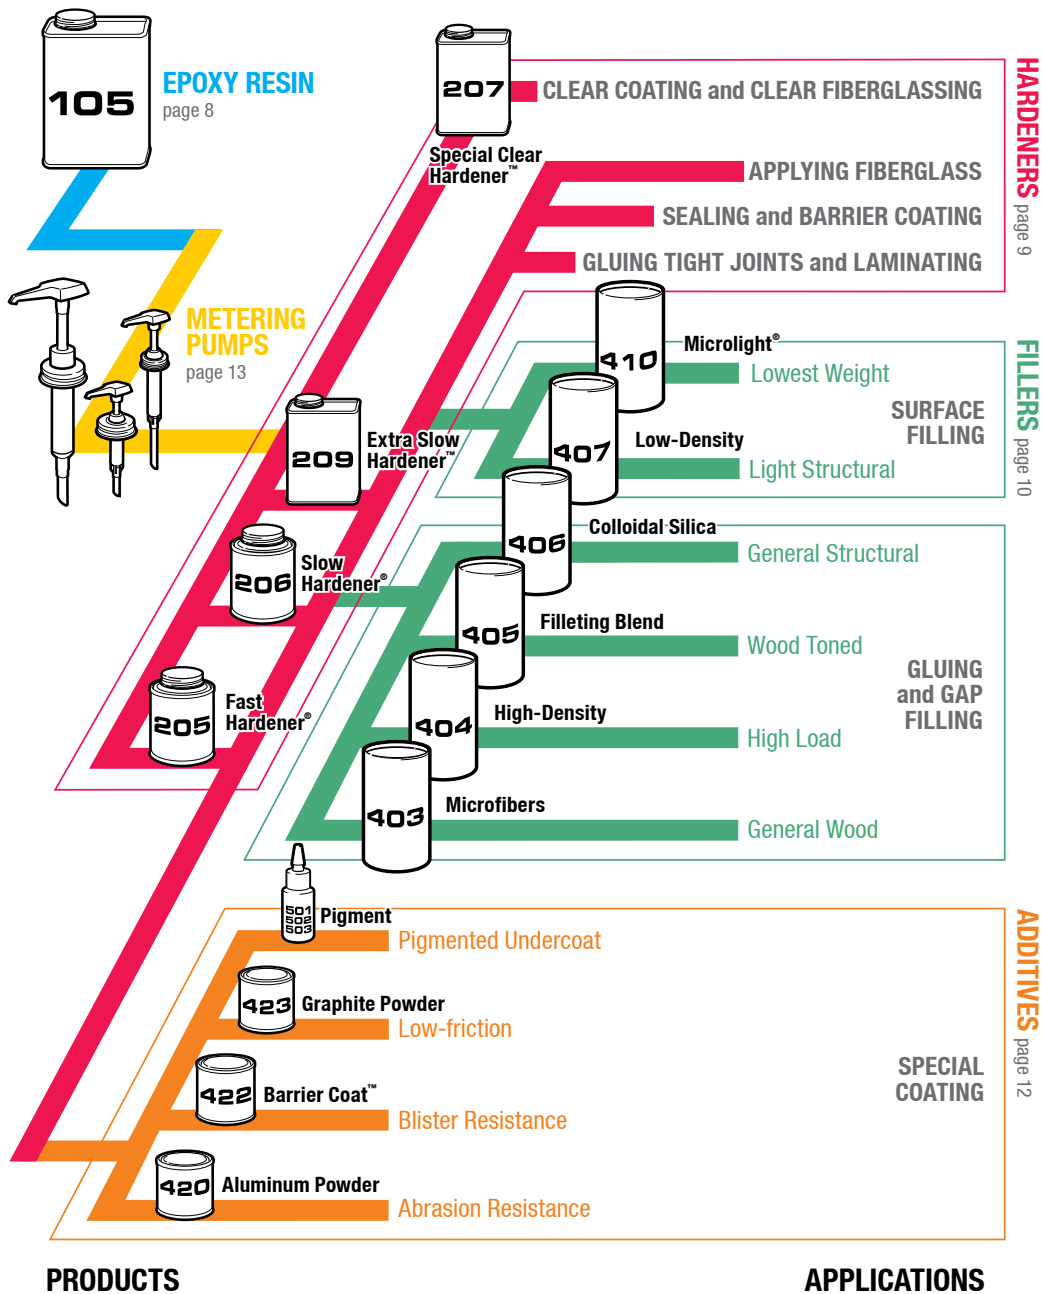 105
EPOXY RESIN
page 8
METERING
PUMPS
page 13
207
Special Clear
Hardener™
CLEAR COATING and CLEAR FIBERGLASSING
APPLYING FIBERGLASS
SEALING and BARRIER COATING
GLUING TIGHT JOINTS and LAMINATING
HARDENERS page 9
209
Extra Slow
Hardener™
206
Slow
Hardener®
205
Fast
Hardener®
410
Microlight®
Lowest Weight
407
Low-Density
Light Structural
SURFACE
FILLING
FILLERS page 10
406
Colloidal Silica
General Structural
405
Filleting Blend
Wood Toned
404
High-Density
High Load
403
Microfibers
General Wood
GLUING
and GAP
FILLING
501
502
503
Pigment
Pigmented Undercoat
423
Graphite Powder
Low-friction
422
Barrier Coat™
Blister Resistance
420
Aluminum Powder
Abrasion Resistance
SPECIAL
COATING
ADDITIVES page 12
PRODUCTS
APPLICATIONS